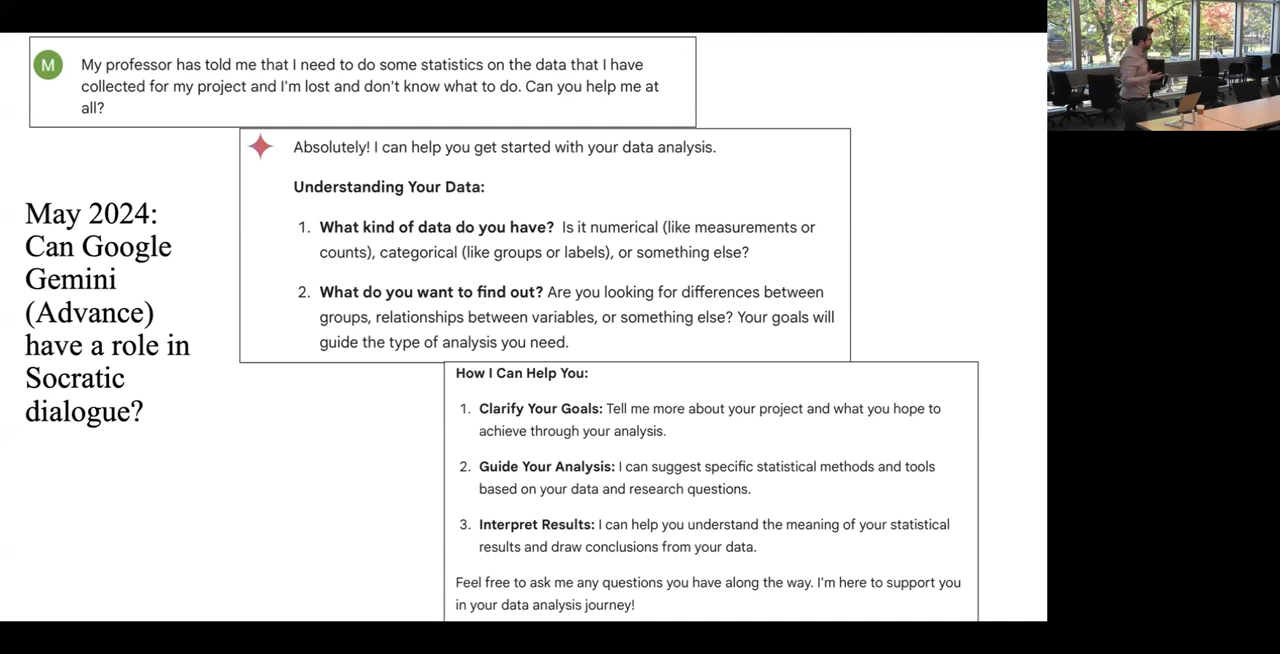 M
My professor has told me that I need to do some statistics on the data that I have
collected for my project and I'm lost and don't know what to do. Can you help me at
all?
Absolutely! I can help you get started with your data analysis.
Understanding Your Data:
1. What kind of data do you have? Is it numerical (like measurements or
counts), categorical (like groups or labels), or something else?
2. What do you want to find out? Are you looking for differences between
groups, relationships between variables, or something else? Your goals will
guide the type of analysis you need.
May 2024:
Can Google
Gemini
(Advance)
have a role in
Socratic
dialogue?
How I Can Help You:
1. Clarify Your Goals: Tell me more about your project and what you hope to
achieve through your analysis.
2. Guide Your Analysis: I can suggest specific statistical methods and tools
based on your data and research questions.
3. Interpret Results: I can help you understand the meaning of your statistical
results and draw conclusions from your data.
Feel free to ask me any questions you have along the way. I'm here to support you
in your data analysis journey!